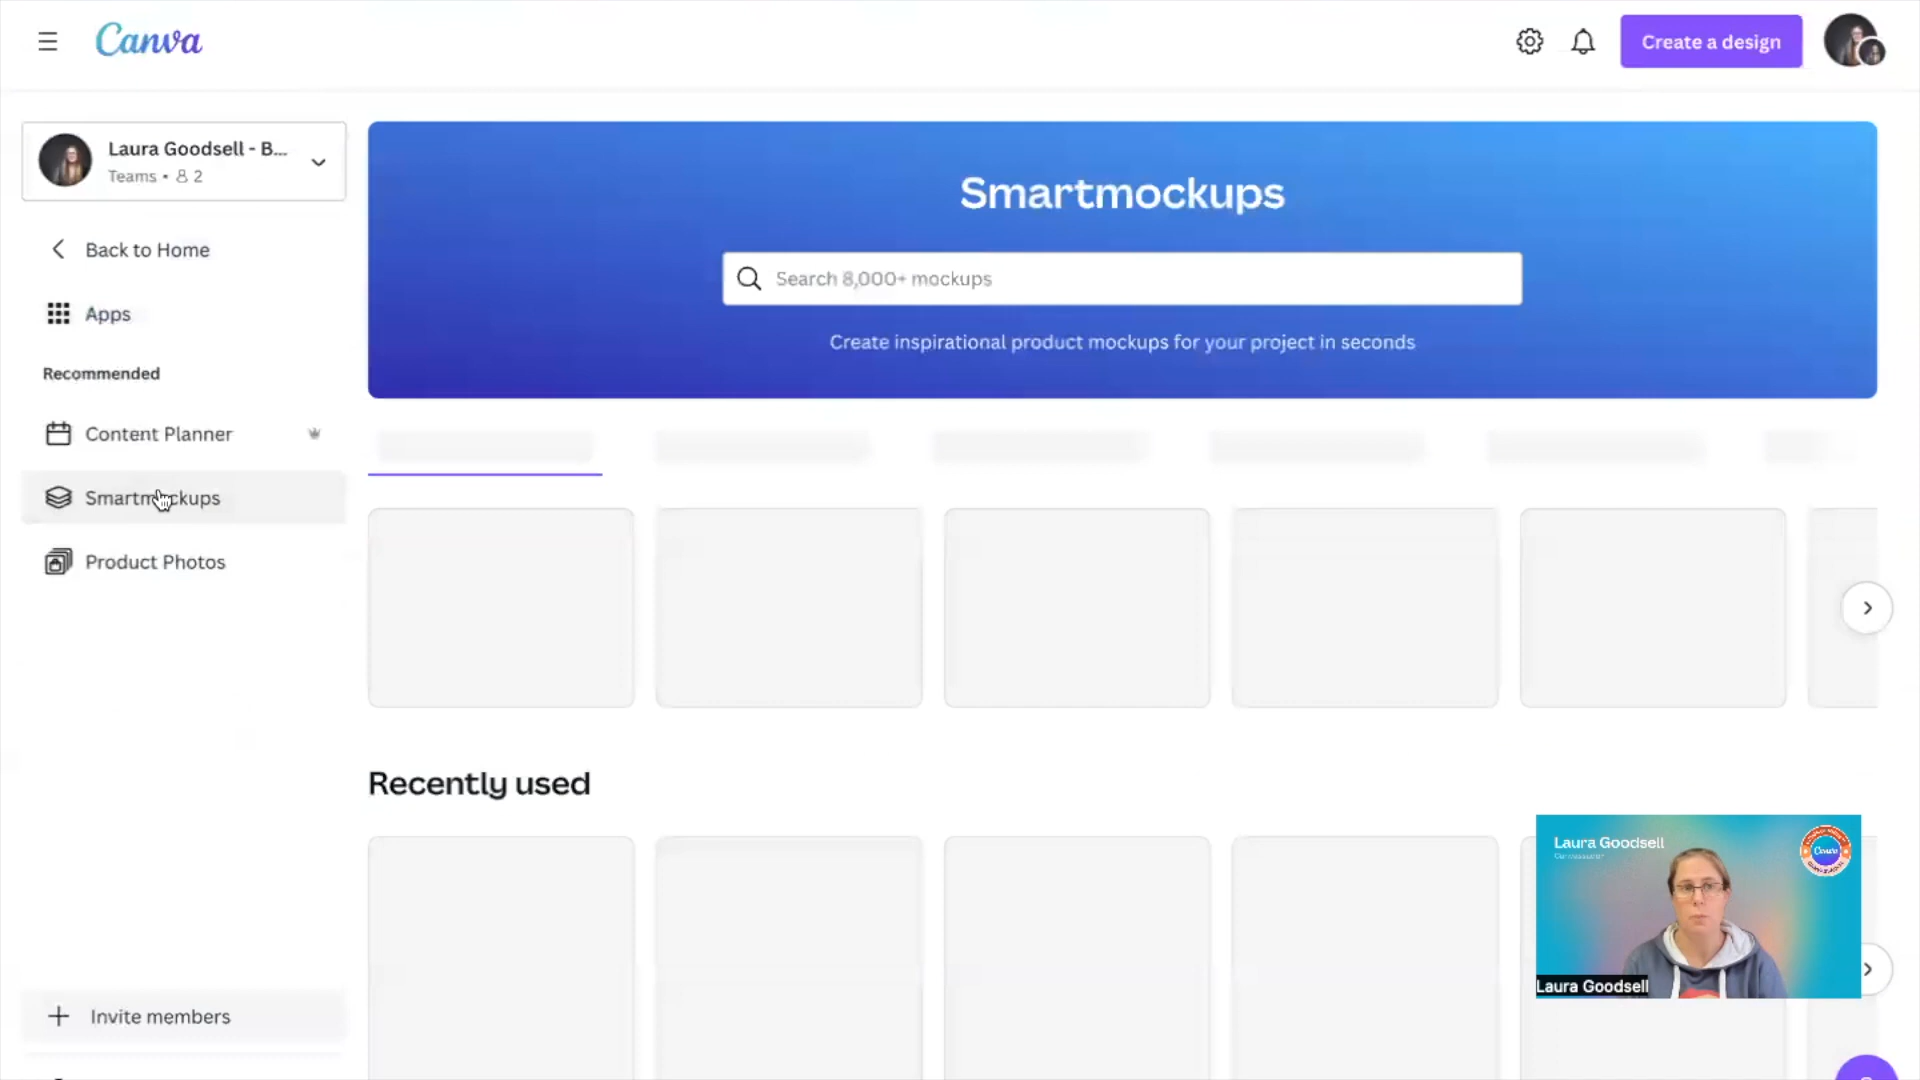 Canva
Create a design
Laura Goodsell - B...
Teams • 2
Back to Home
Apps
Recommended
Content Planner
Smartmockups
Product Photos
Invite members
Smartmockups
Search 8,000+ mockups
Create inspirational product mockups for your project in seconds
Recently used
Laura Goodsell
Canva
Laura Goodsell